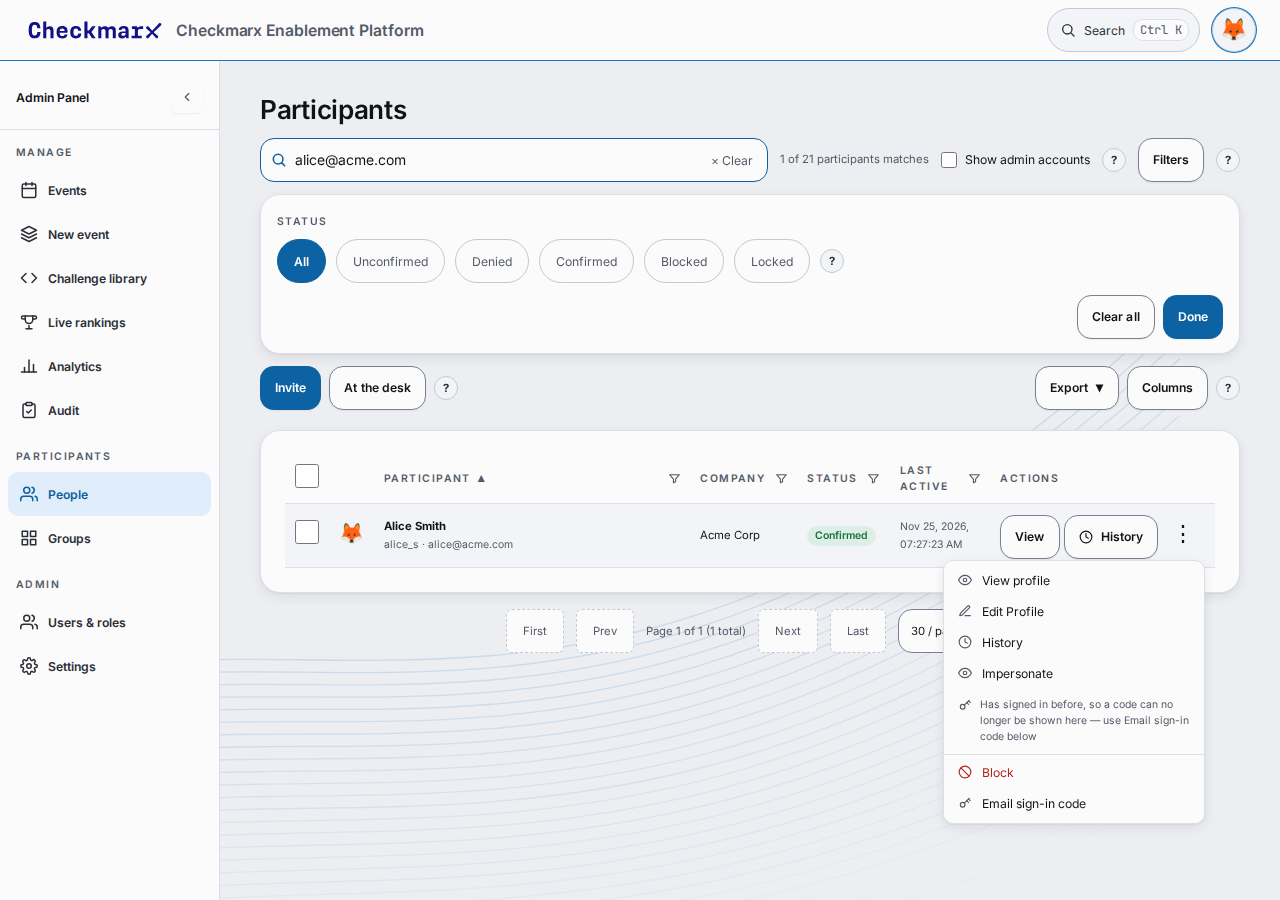 Checkmarx
Checkmarx Enablement Platform
Search Ctrl K
Admin Panel
MANAGE
Events
New event
Challenge library
Live rankings
Analytics
Audit
PARTICIPANTS
People
Groups
ADMIN
Users & roles
Settings
Participants
alice@acme.com × Clear
1 of 21 participants matches
Show admin accounts ?
Filters ?
STATUS
All Unconfirmed Denied Confirmed Blocked Locked ?
Clear all Done
Invite At the desk ? Export ▼ Columns ?
PARTICIPANT ▲ COMPANY STATUS LAST ACTIVE ACTIONS
Alice Smith
alice_s · alice@acme.com
Acme Corp
Confirmed
Nov 25, 2026,
07:27:23 AM
View History ⋮
View profile
Edit Profile
History
Impersonate
Has signed in before, so a code can no
longer be shown here — use Email sign-in
code below
Block
Email sign-in code
First Prev Page 1 of 1 (1 total) Next Last 30 /